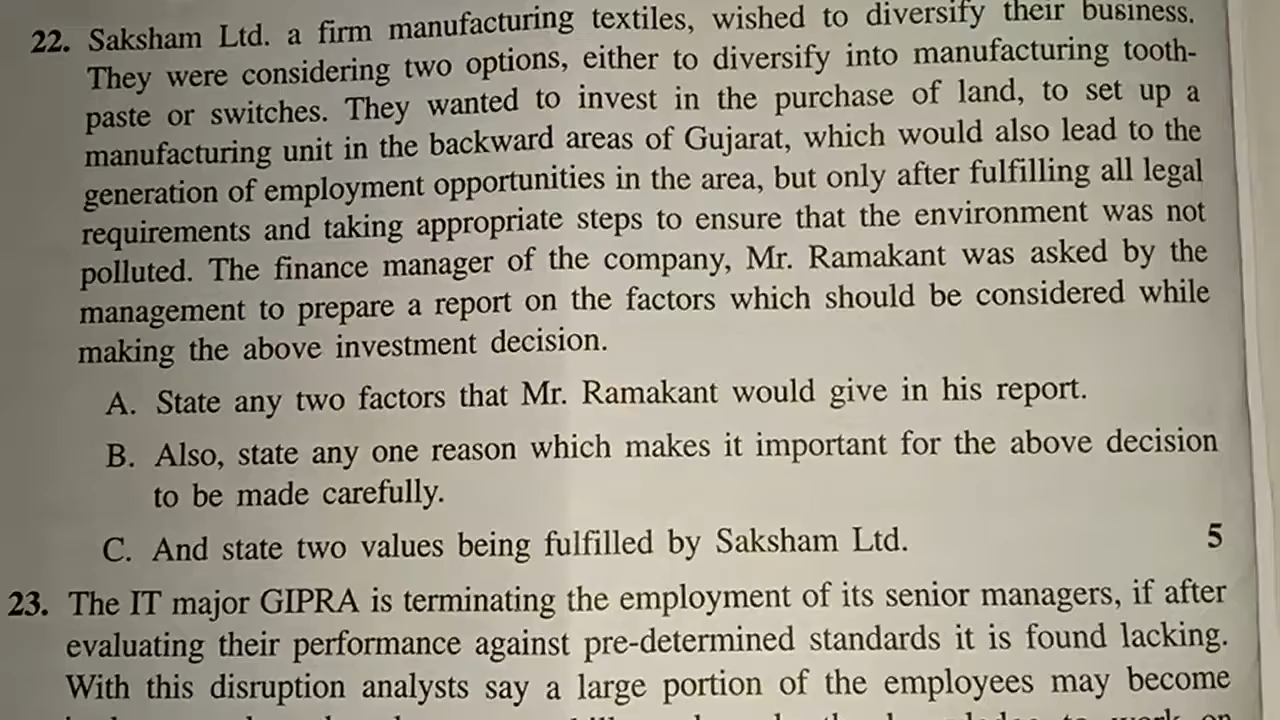 22. Saksham Ltd. a firm manufacturing textiles, wished to diversify their business.
They were considering two options, either to diversify into manufacturing tooth-
paste or switches. They wanted to invest in the purchase of land, to set up a
manufacturing unit in the backward areas of Gujarat, which would also lead to the
generation of employment opportunities in the area, but only after fulfilling all legal
requirements and taking appropriate steps to ensure that the environment was not
polluted. The finance manager of the company, Mr. Ramakant was asked by the
management to prepare a report on the factors which should be considered while
making the above investment decision.
A. State any two factors that Mr. Ramakant would give in his report.
B. Also, state any one reason which makes it important for the above decision
to be made carefully.
C. And state two values being fulfilled by Saksham Ltd. 5
23. The IT major GIPRA is terminating the employment of its senior managers, if after
evaluating their performance against pre-determined standards it is found lacking.
With this disruption analysts say a large portion of the employees may become